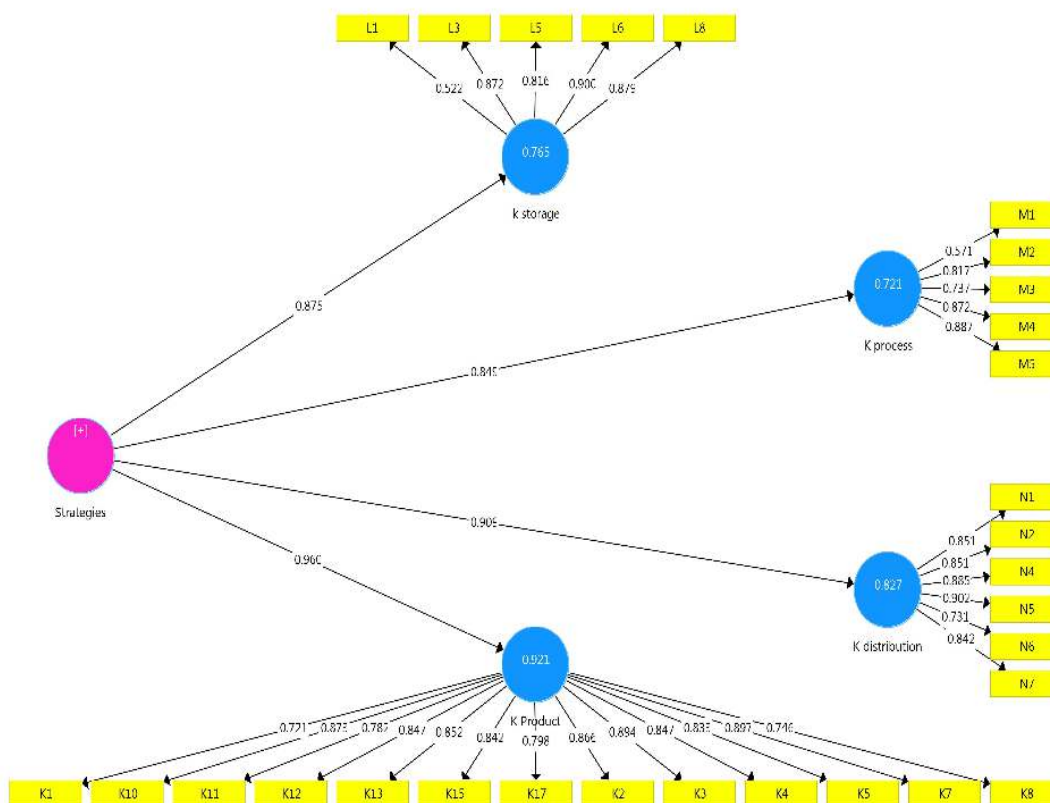 L1 L3 L5 L6 L8
0.522 0.872 0.816 0.900 0.879
0.765
k storage
M1
0.571
M2
0.817
0.721
0.737
M3
0.872
M4
0.887
K process
M5
0.875
0.849
[+]
Strategies
N1
0.851
N2
0.908
0.851
N4
0.885
0.827
0.902
N5
0.731
0.842
N6
K distribution
N7
0.960
0.921
K Product
0.771 0.873 0.787 0.847 0.852 0.842 0.798 0.866 0.894 0.847 0.897 0.746
K1 K10 K11 K12 K13 K15 K17 K2 K3 K4 K5 K7 K8